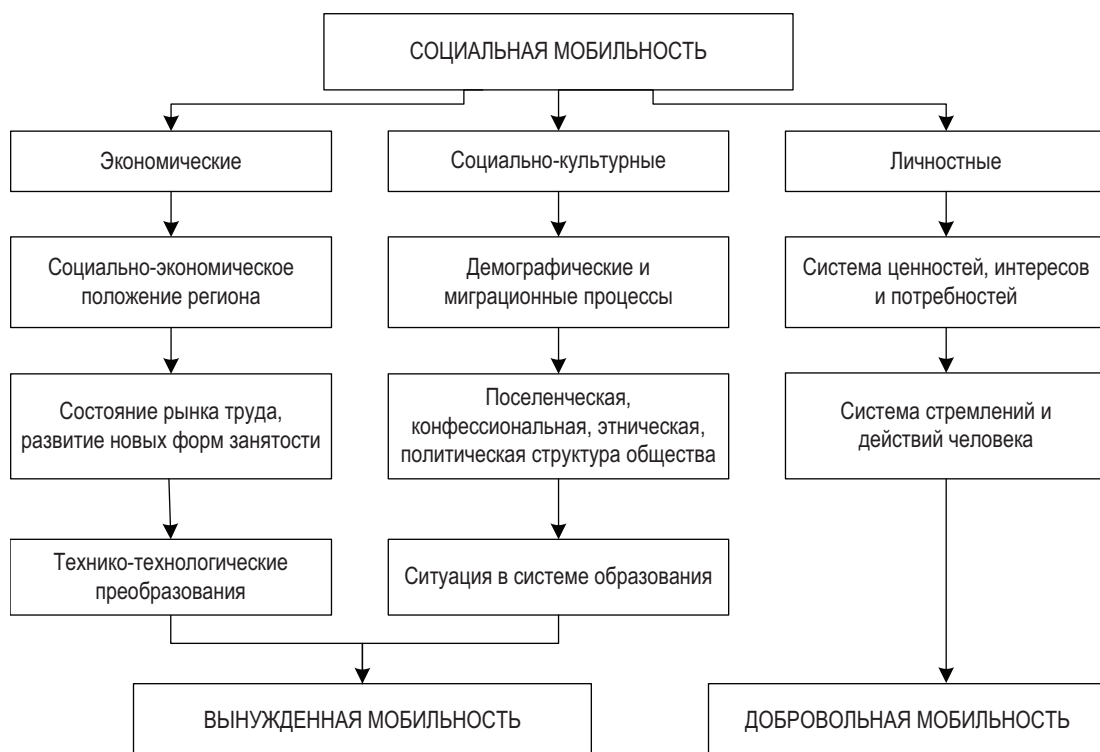 СОЦИАЛЬНАЯ МОБИЛЬНОСТЬ
Экономические
Социально-культурные
Личностные
Социально-экономическое
положение региона
Демографические и
миграционные процессы
Система ценностей, интересов
и потребностей
Состояние рынка труда,
развитие новых форм занятости
Поселенческая,
конфессиональная, этническая,
политическая структура общества
Система стремлений и
действий человека
Технико-технологические
преобразования
Ситуация в системе образования
ВЫНУЖДЕННАЯ МОБИЛЬНОСТЬ
ДОБРОВОЛЬНАЯ МОБИЛЬНОСТЬ